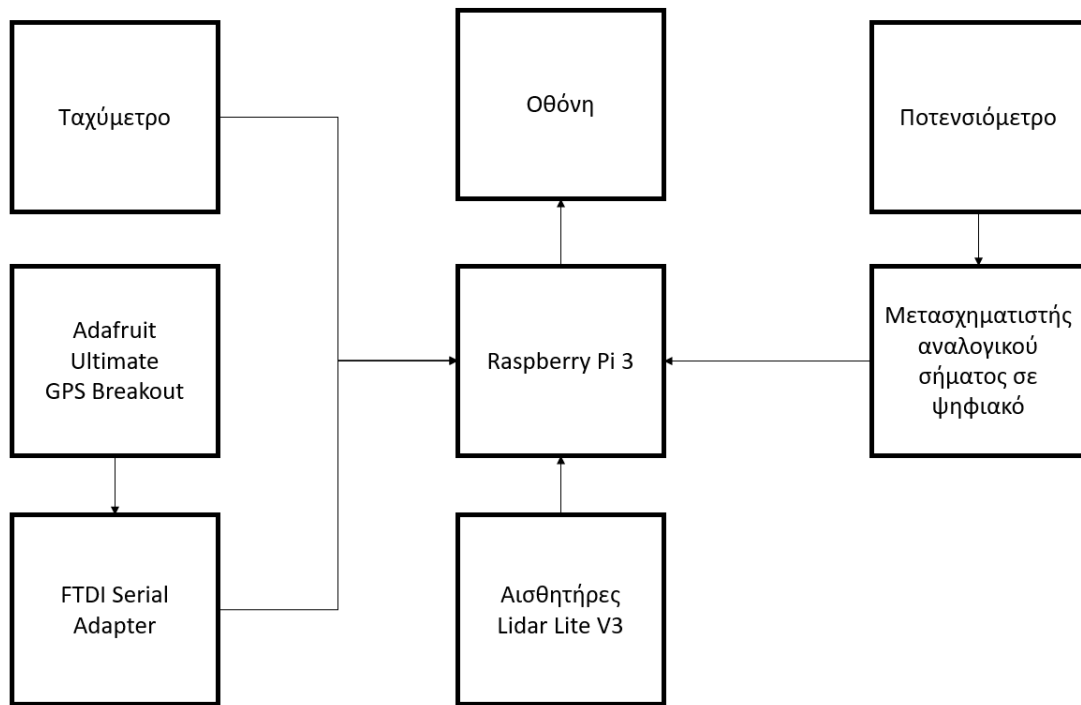 Ταχύμετρο
Οθόνη
Ποτενσιόμετρο
Adafruit
Ultimate
GPS Breakout
Raspberry Pi 3
Μετασχηματιστής
αναλογικού
σήματος σε
ψηφιακό
FTDI Serial
Adapter
Αισθητήρες
Lidar Lite V3